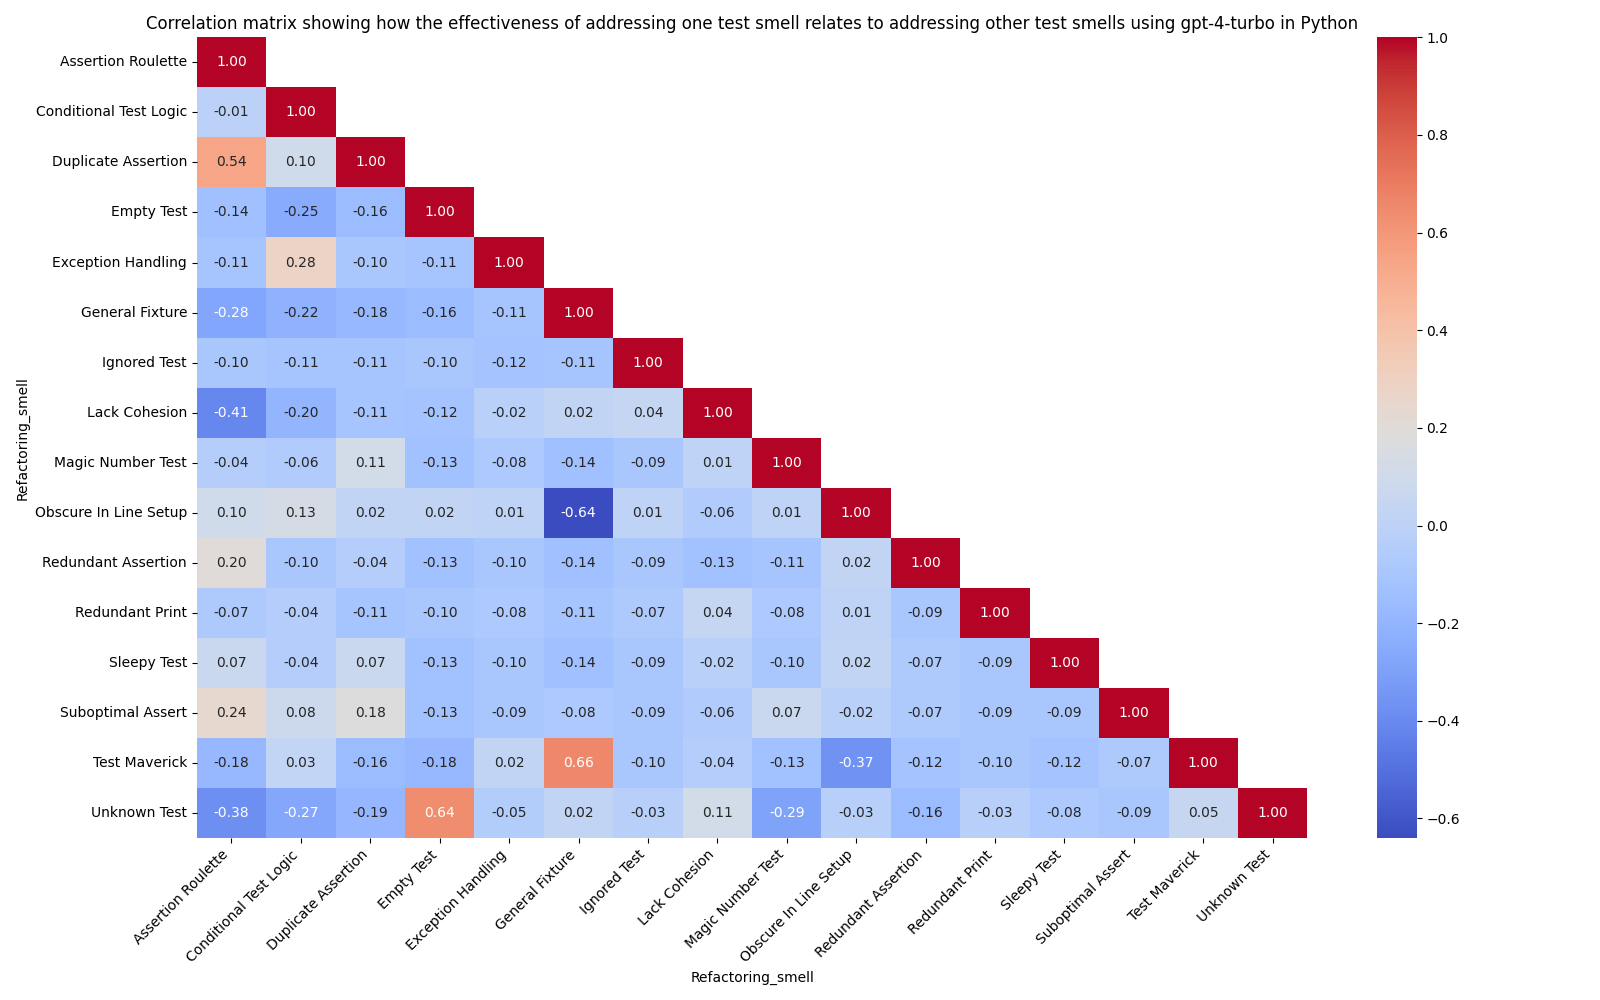 Correlation matrix showing how the effectiveness of addressing one test smell relates to addressing other test smells using gpt-4-turbo in Python
Assertion Roulette 1.00
Conditional Test Logic -0.01 1.00
Duplicate Assertion 0.54 0.10 1.00
Empty Test -0.14 -0.25 -0.16 1.00
Exception Handling -0.11 0.28 -0.10 -0.11 1.00
General Fixture -0.28 -0.22 -0.18 -0.16 -0.11 1.00
Ignored Test -0.10 -0.11 -0.11 -0.10 -0.12 -0.11 1.00
Lack Cohesion -0.41 -0.20 -0.11 -0.12 -0.02 0.02 0.04 1.00
Magic Number Test -0.04 -0.06 0.11 -0.13 -0.08 -0.14 -0.09 0.01 1.00
Obscure In Line Setup 0.10 0.13 0.02 0.02 0.01 -0.64 0.01 -0.06 0.01 1.00
Redundant Assertion 0.20 -0.10 -0.04 -0.13 -0.10 -0.14 -0.09 -0.13 -0.11 0.02 1.00
Redundant Print -0.07 -0.04 -0.11 -0.10 -0.08 -0.11 -0.07 0.04 -0.08 0.01 -0.09 1.00
Sleepy Test 0.07 -0.04 0.07 -0.13 -0.10 -0.14 -0.09 -0.02 -0.10 0.02 -0.07 -0.09 1.00
Suboptimal Assert 0.24 0.08 0.18 -0.13 -0.09 -0.08 -0.09 -0.06 0.07 -0.02 -0.07 -0.09 -0.09 1.00
Test Maverick -0.18 0.03 -0.16 -0.18 0.02 0.66 -0.10 -0.04 -0.13 -0.37 -0.12 -0.10 -0.12 -0.07 1.00
Unknown Test -0.38 -0.27 -0.19 0.64 -0.05 0.02 -0.03 0.11 -0.29 -0.03 -0.16 -0.03 -0.08 -0.09 0.05 1.00
Refactoring_smell
Assertion Roulette
Conditional Test Logic
Duplicate Assertion
Empty Test
Exception Handling
General Fixture
Ignored Test
Lack Cohesion
Magic Number Test
Obscure In Line Setup
Redundant Assertion
Redundant Print
Sleepy Test
Suboptimal Assert
Test Maverick
Unknown Test
Refactoring_smell
1.0
0.8
0.6
0.4
0.2
0.0
−0.2
−0.4
−0.6